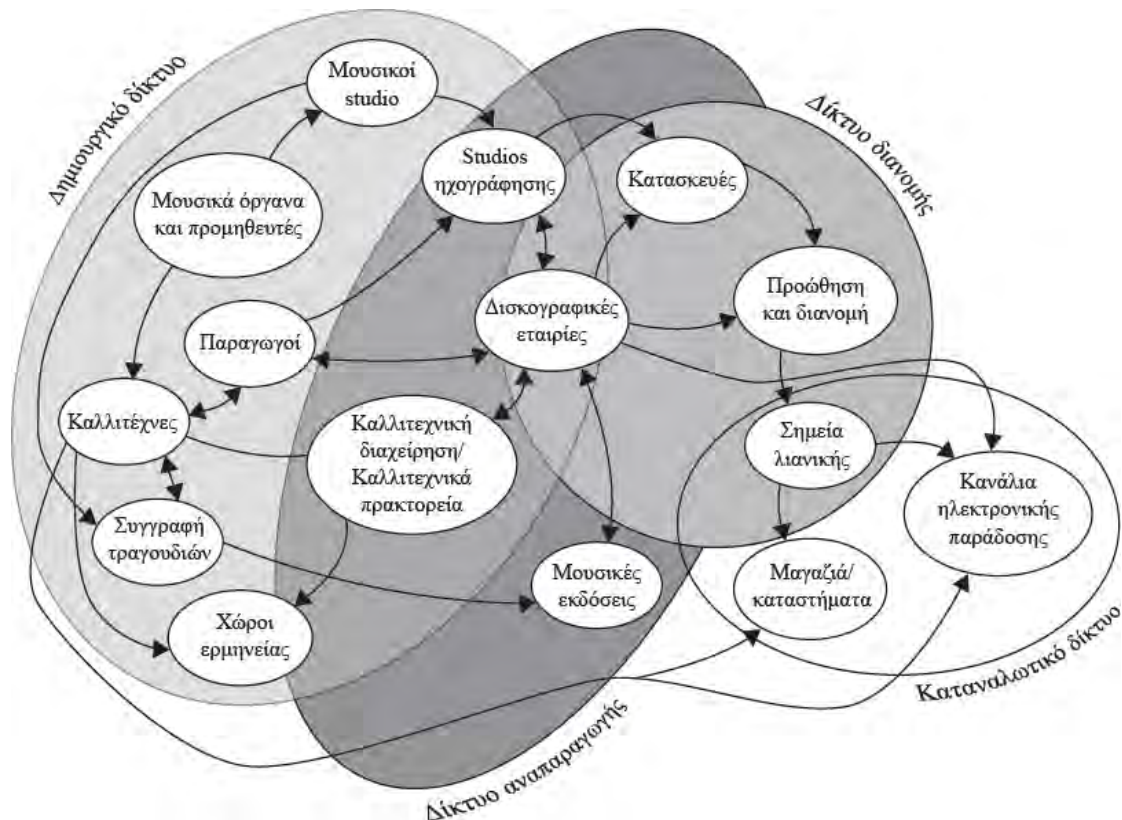 Δημιουργικό δίκτυο
Μουσικοί
studio
Δίκτυο διανομής
Studios
ηχογράφησης
Κατασκευές
Μουσικά όργανα
και προμηθευτές
Προώθηση
και διανομή
Δισκογραφικές
εταιρίες
Παραγωγοί
Καλλιτέχνες
Καλλιτεχνική
διαχείρηση/
Καλλιτεχνικά
πρακτορεία
Σημεία
λιανικής
Κανάλια
ηλεκτρονικής
παράδοσης
Συγγραφή
τραγουδιών
Μουσικές
εκδόσεις
Μαγαζιά/
καταστήματα
Χώροι
ερμηνείας
Καταναλωτικό δίκτυο
Δίκτυο αναπαραγωγής